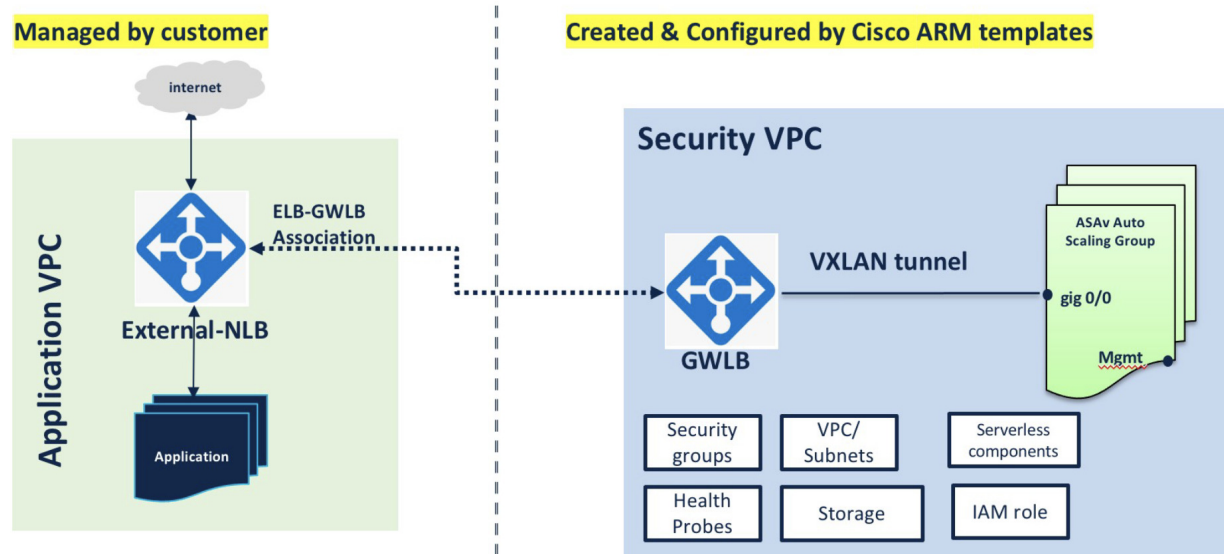 Managed by customer
internet
Application VPC
ELB-GWLB
Association
External-NLB
Application
Created & Configured by Cisco ARM templates
Security VPC
GWLB
VXLAN tunnel
ASAv Auto
Scaling Group
gig 0/0
Mgmt
Security
groups
VPC/
Subnets
Serverless
components
Health
Probes
Storage
IAM role